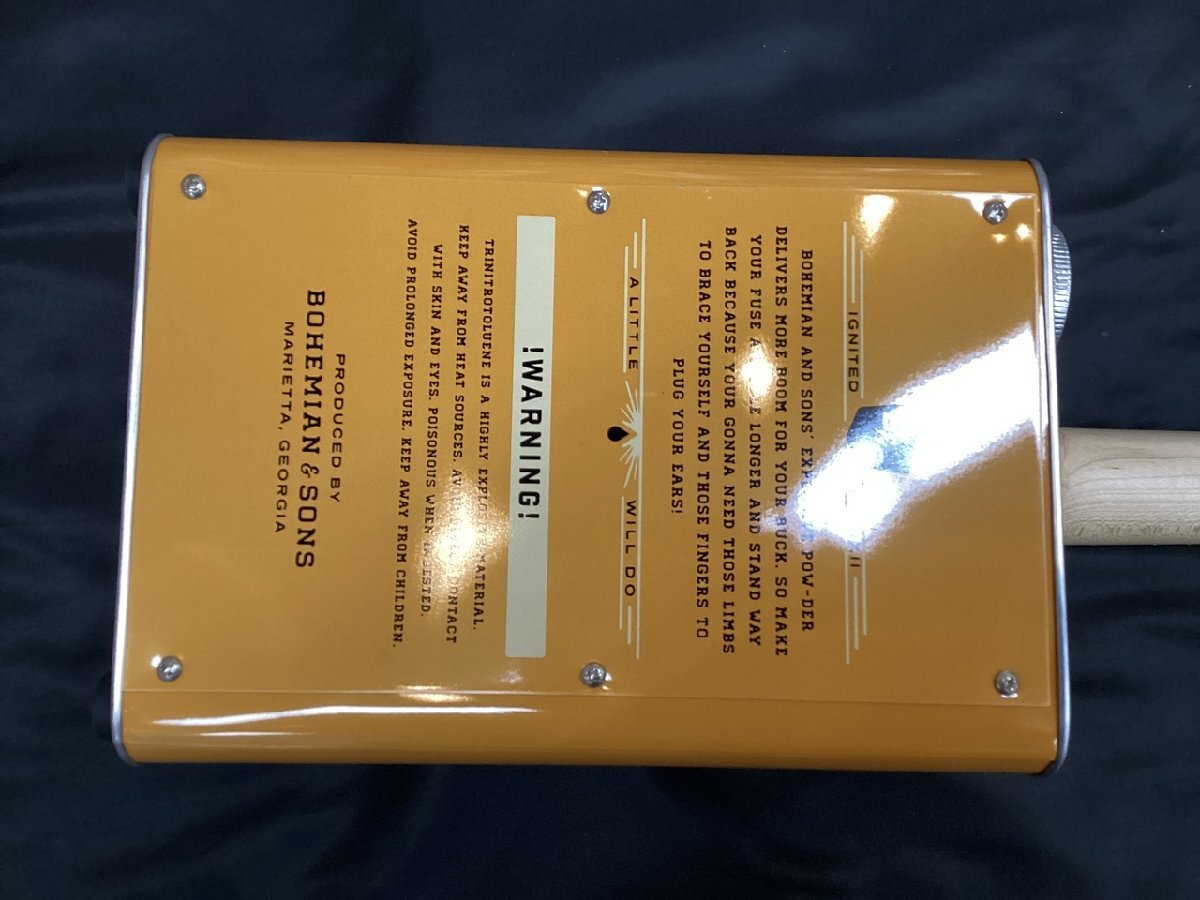 IGNITED
BOHEMIAN AND SONS' POW-DER
DELIVERS MORE BOOM FOR YOUR BUCK. SO MAKE
YOUR FUSE A LONGER AND STAND WAY
BACK BECAUSE YOUR GONNA NEED THOSE LIMBS
TO BRACE YOURSELF AND THOSE FINGERS TO
PLUG YOUR EARS!
A LITTLE WILL DO
!WARNING!
TRINITROTOLUENE IS A HIGHLY MATERIAL.
KEEP AWAY FROM HEAT SOURCES. CONTACT
WITH SKIN AND EYES. POISONOUS WHEN INGESTED.
AVOID PROLONGED EXPOSURE. KEEP AWAY FROM CHILDREN.
PRODUCED BY
BOHEMIAN & SONS
MARIETTA, GEORGIA